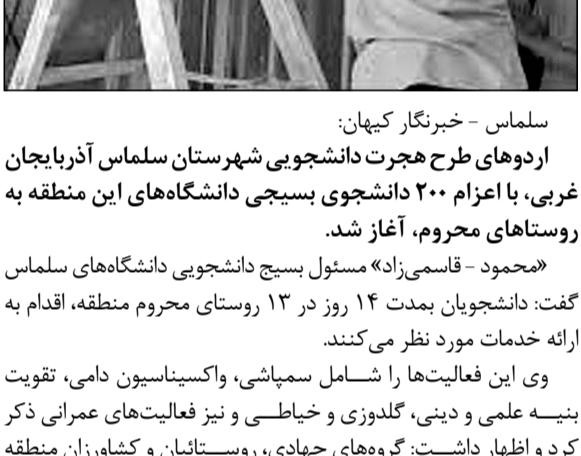 سلماس - خبرنگار کیهان:
اردوهای طرح هجرت دانشجویی شهرستان سلماس آذربایجان
غربی، با اعزام ۲۰۰ دانشجوی بسیجی دانشگاه‌های این منطقه به
روستاهای محروم، آغاز شد.
«محمود - قاسمی‌زاد» مسئول بسیج دانشجویی دانشگاه‌های سلماس
گفت: دانشجویان بمدت ۱۴ روز در ۱۳ روستای محروم منطقه، اقدام به
ارائه خدمات مورد نظر می‌کنند.
وی این فعالیت‌ها را شامل سمپاشی، واکسیناسیون دامی، تقویت
بنیه علمی و دینی، گلدوزی و خیاطی و نیز فعالیت‌های عمرانی ذکر
کرد و اظهار داشت: گروه‌های جهادی، روستائیان و کشاورزان منطقه